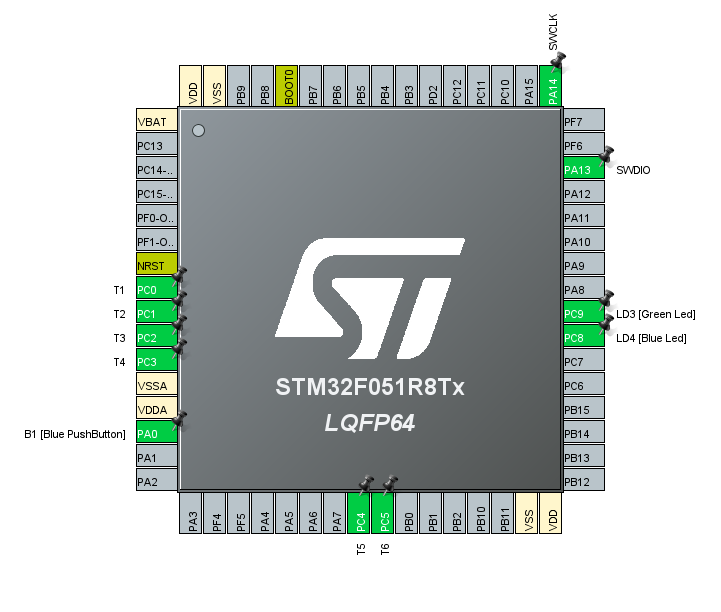 SWCLK
VDD
VSS
PB9
PB8
BOOT0
PB7
PB6
PB5
PB4
PB3
PD2
PC12
PC11
PC10
PA15
PA14
VBAT
PF7
PC13
PF6
PC14-..
PA13
SWDIO
PC15-..
PA12
PF0-O..
PA11
PF1-O..
PA10
NRST
PA9
T1
PC0
PA8
T2
PC1
PC9
LD3 [Green Led]
T3
PC2
PC8
LD4 [Blue Led]
T4
PC3
PC7
VSSA
PC6
STM32F051R8Tx
LQFP64
VDDA
PB15
B1 [Blue PushButton]
PA0
PB14
PA1
PB13
PA2
PB12
PA3
PF4
PF5
PA4
PA5
PA6
PA7
PC4
PC5
PB0
PB1
PB2
PB10
PB11
VSS
VDD
T5
T6